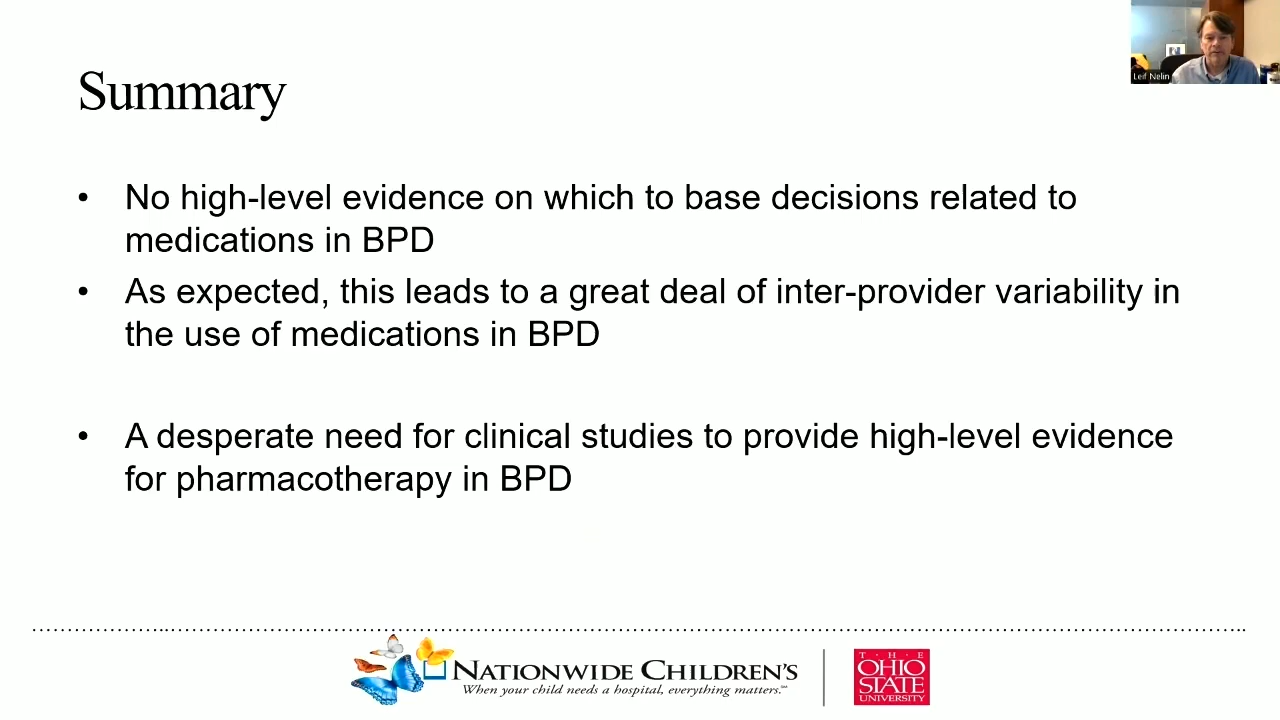 Leif Nelin
Summary
• No high-level evidence on which to base decisions related to
medications in BPD
• As expected, this leads to a great deal of inter-provider variability in
the use of medications in BPD
• A desperate need for clinical studies to provide high-level evidence
for pharmacotherapy in BPD
NATIONWIDE CHILDREN'S
When your child needs a hospital, everything matters.℠
THE
OHIO
STATE
UNIVERSITY